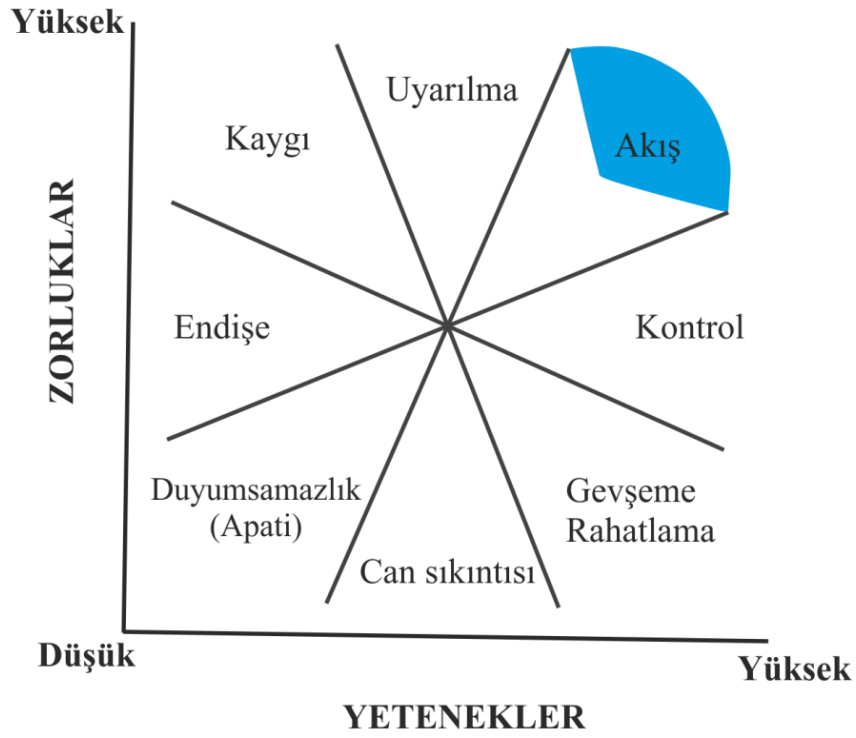 Yüksek
Uyarılma
Kaygı
Akış
ZORLUKLAR
Endişe
Kontrol
Duyumsamazlık
(Apati)
Gevşeme
Rahatlama
Can sıkıntısı
Düşük
Yüksek
YETENEKLER